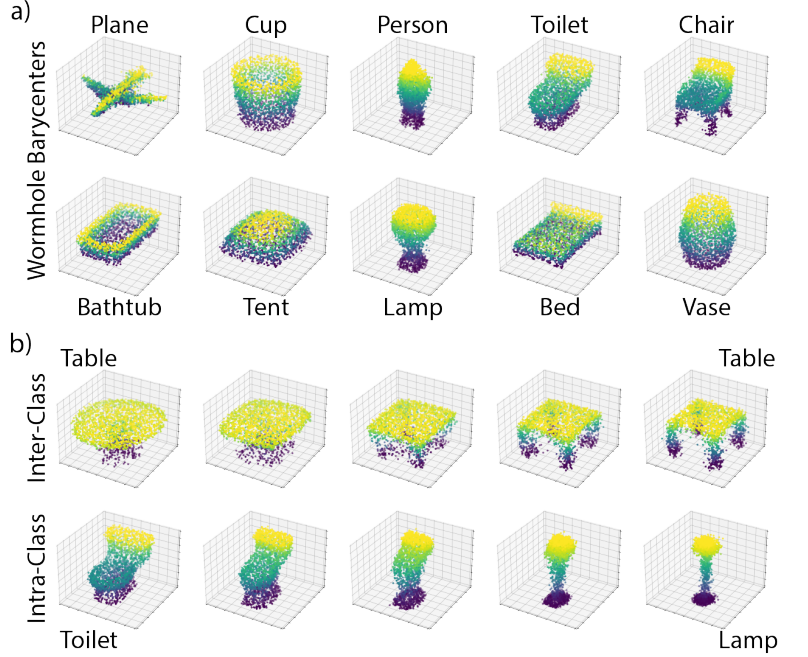 a)
Plane Cup Person Toilet Chair
Wormhole Barycenters
Bathtub Tent Lamp Bed Vase
b)
Table Table
Inter-Class
Intra-Class
Toilet Lamp